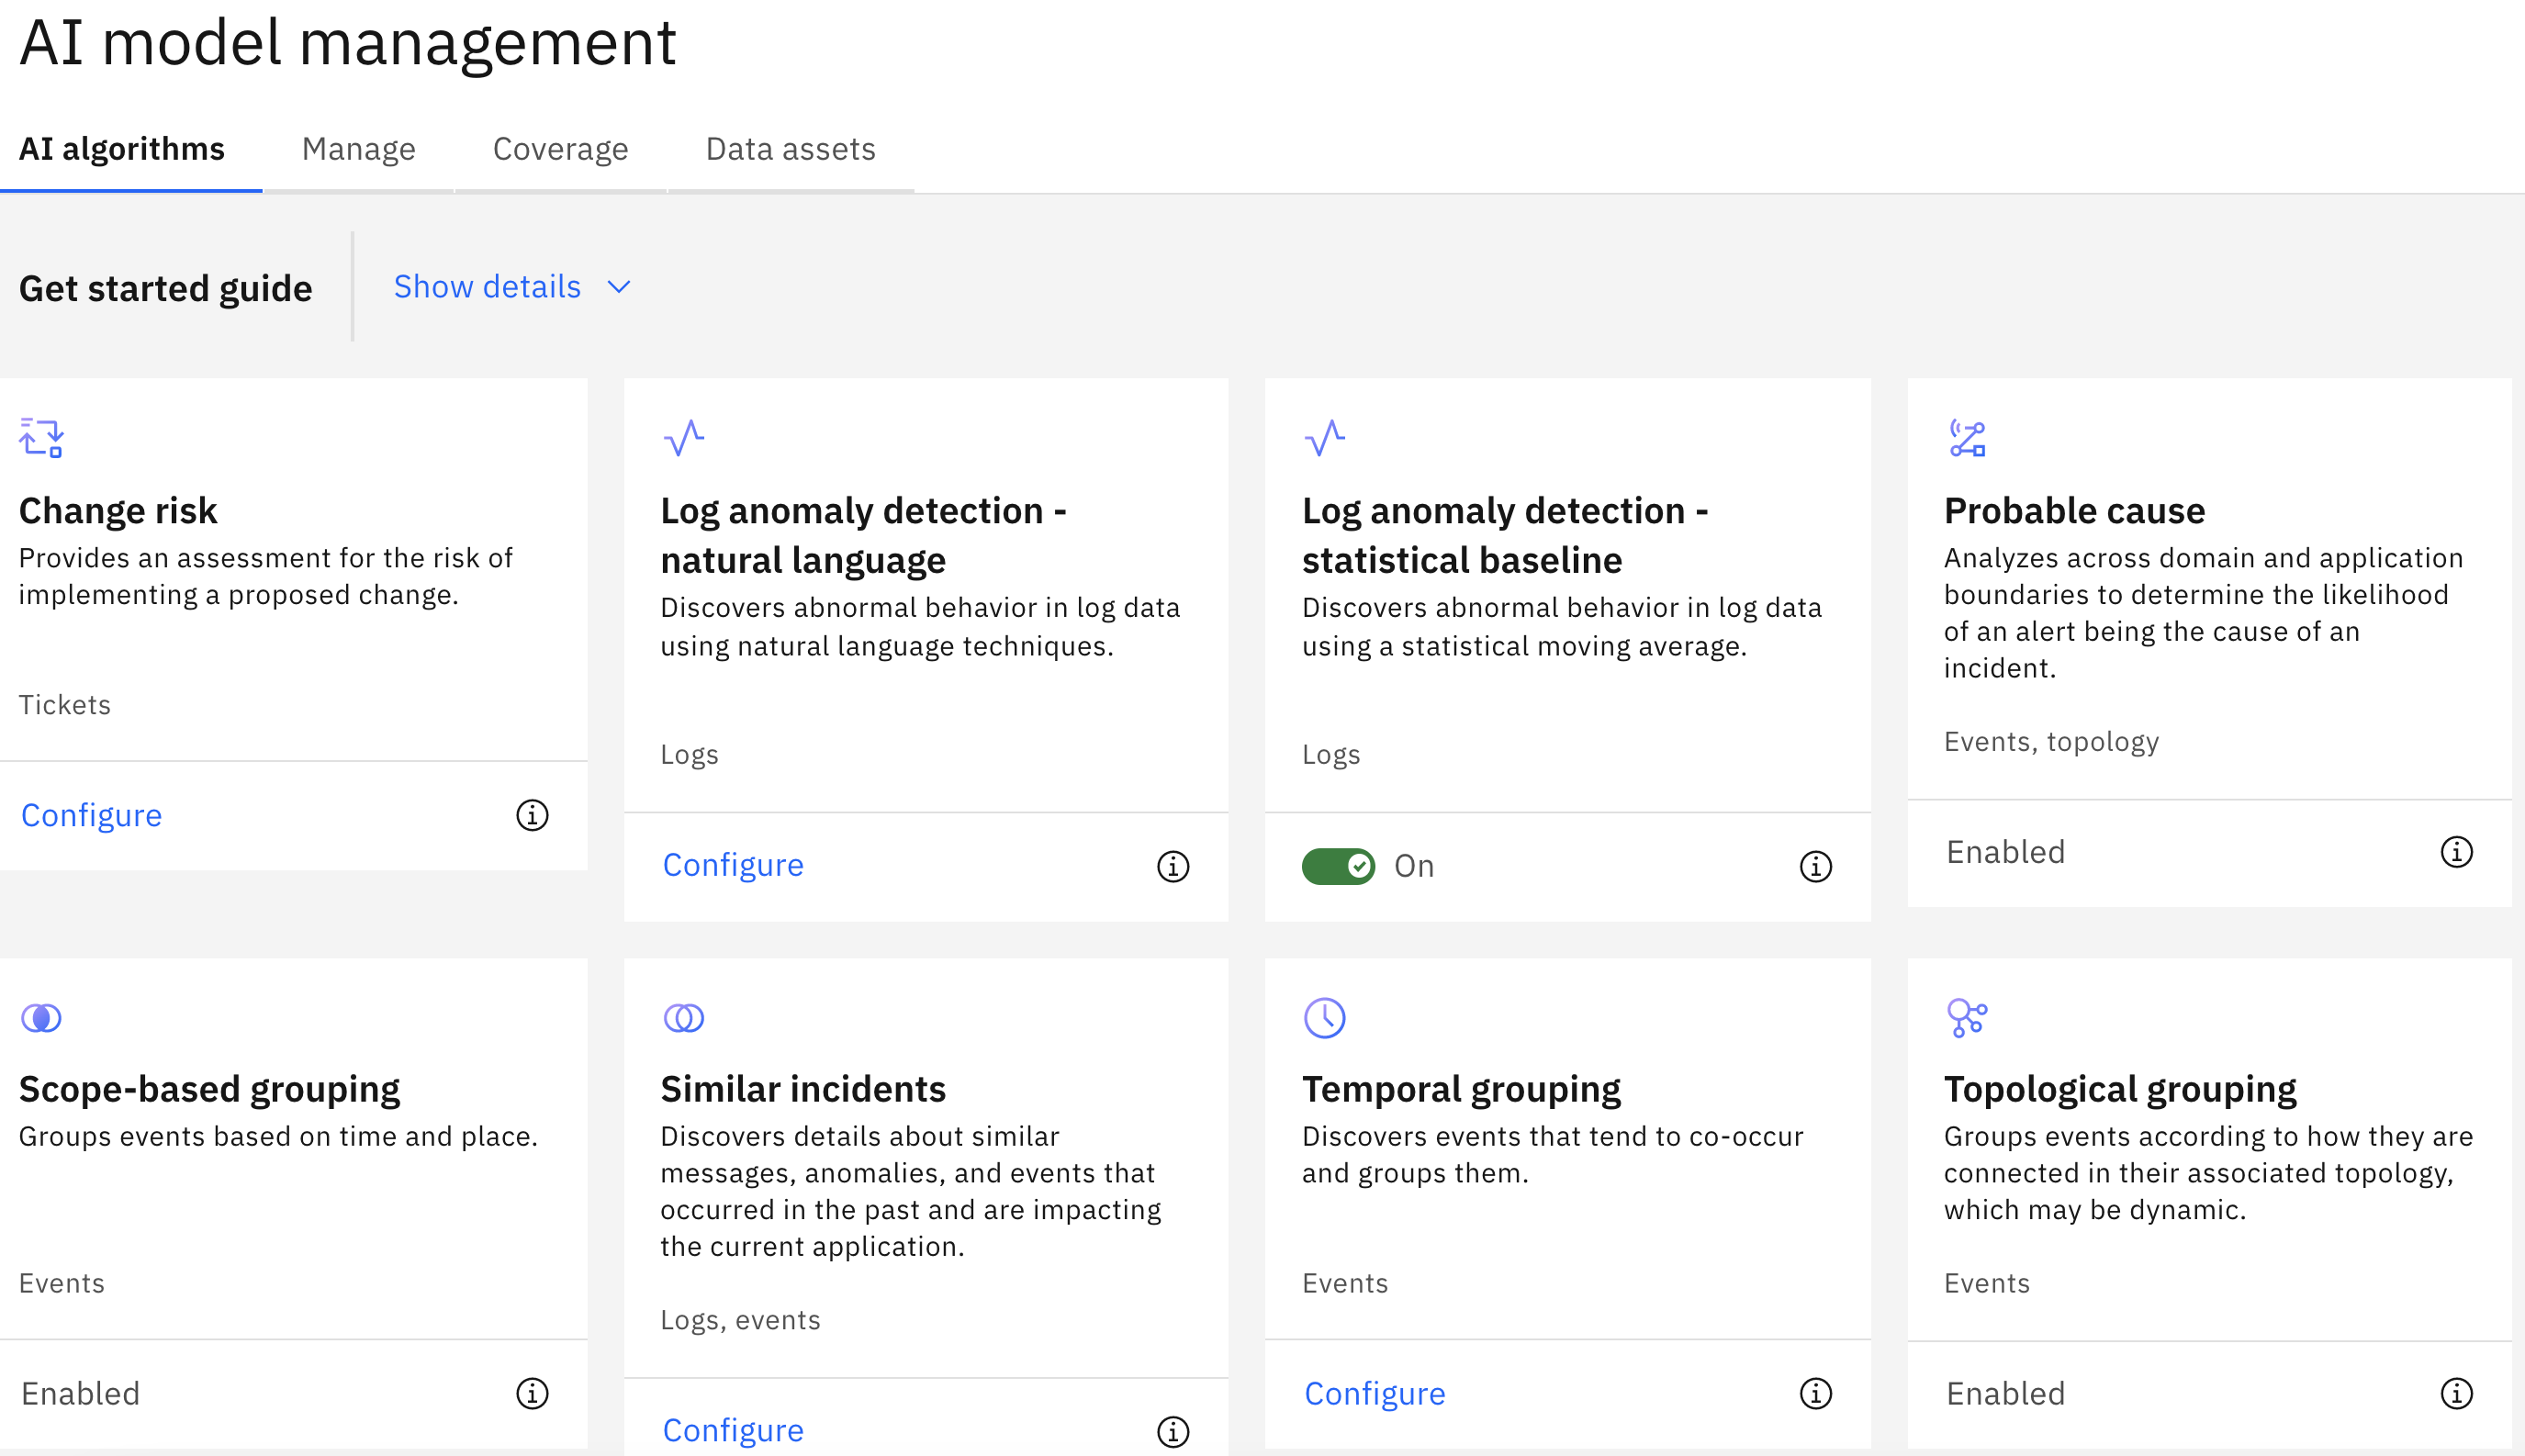 AI model management
AI algorithms
Manage
Coverage
Data assets
Get started guide
Show details
Change risk
Provides an assessment for the risk of
implementing a proposed change.
Tickets
Configure
Log anomaly detection -
natural language
Discovers abnormal behavior in log data
using natural language techniques.
Logs
Configure
Log anomaly detection -
statistical baseline
Discovers abnormal behavior in log data
using a statistical moving average.
Logs
On
Probable cause
Analyzes across domain and application
boundaries to determine the likelihood
of an alert being the cause of an
incident.
Events, topology
Enabled
Scope-based grouping
Groups events based on time and place.
Events
Enabled
Similar incidents
Discovers details about similar
messages, anomalies, and events that
occurred in the past and are impacting
the current application.
Logs, events
Configure
Temporal grouping
Discovers events that tend to co-occur
and groups them.
Events
Configure
Topological grouping
Groups events according to how they are
connected in their associated topology,
which may be dynamic.
Events
Enabled